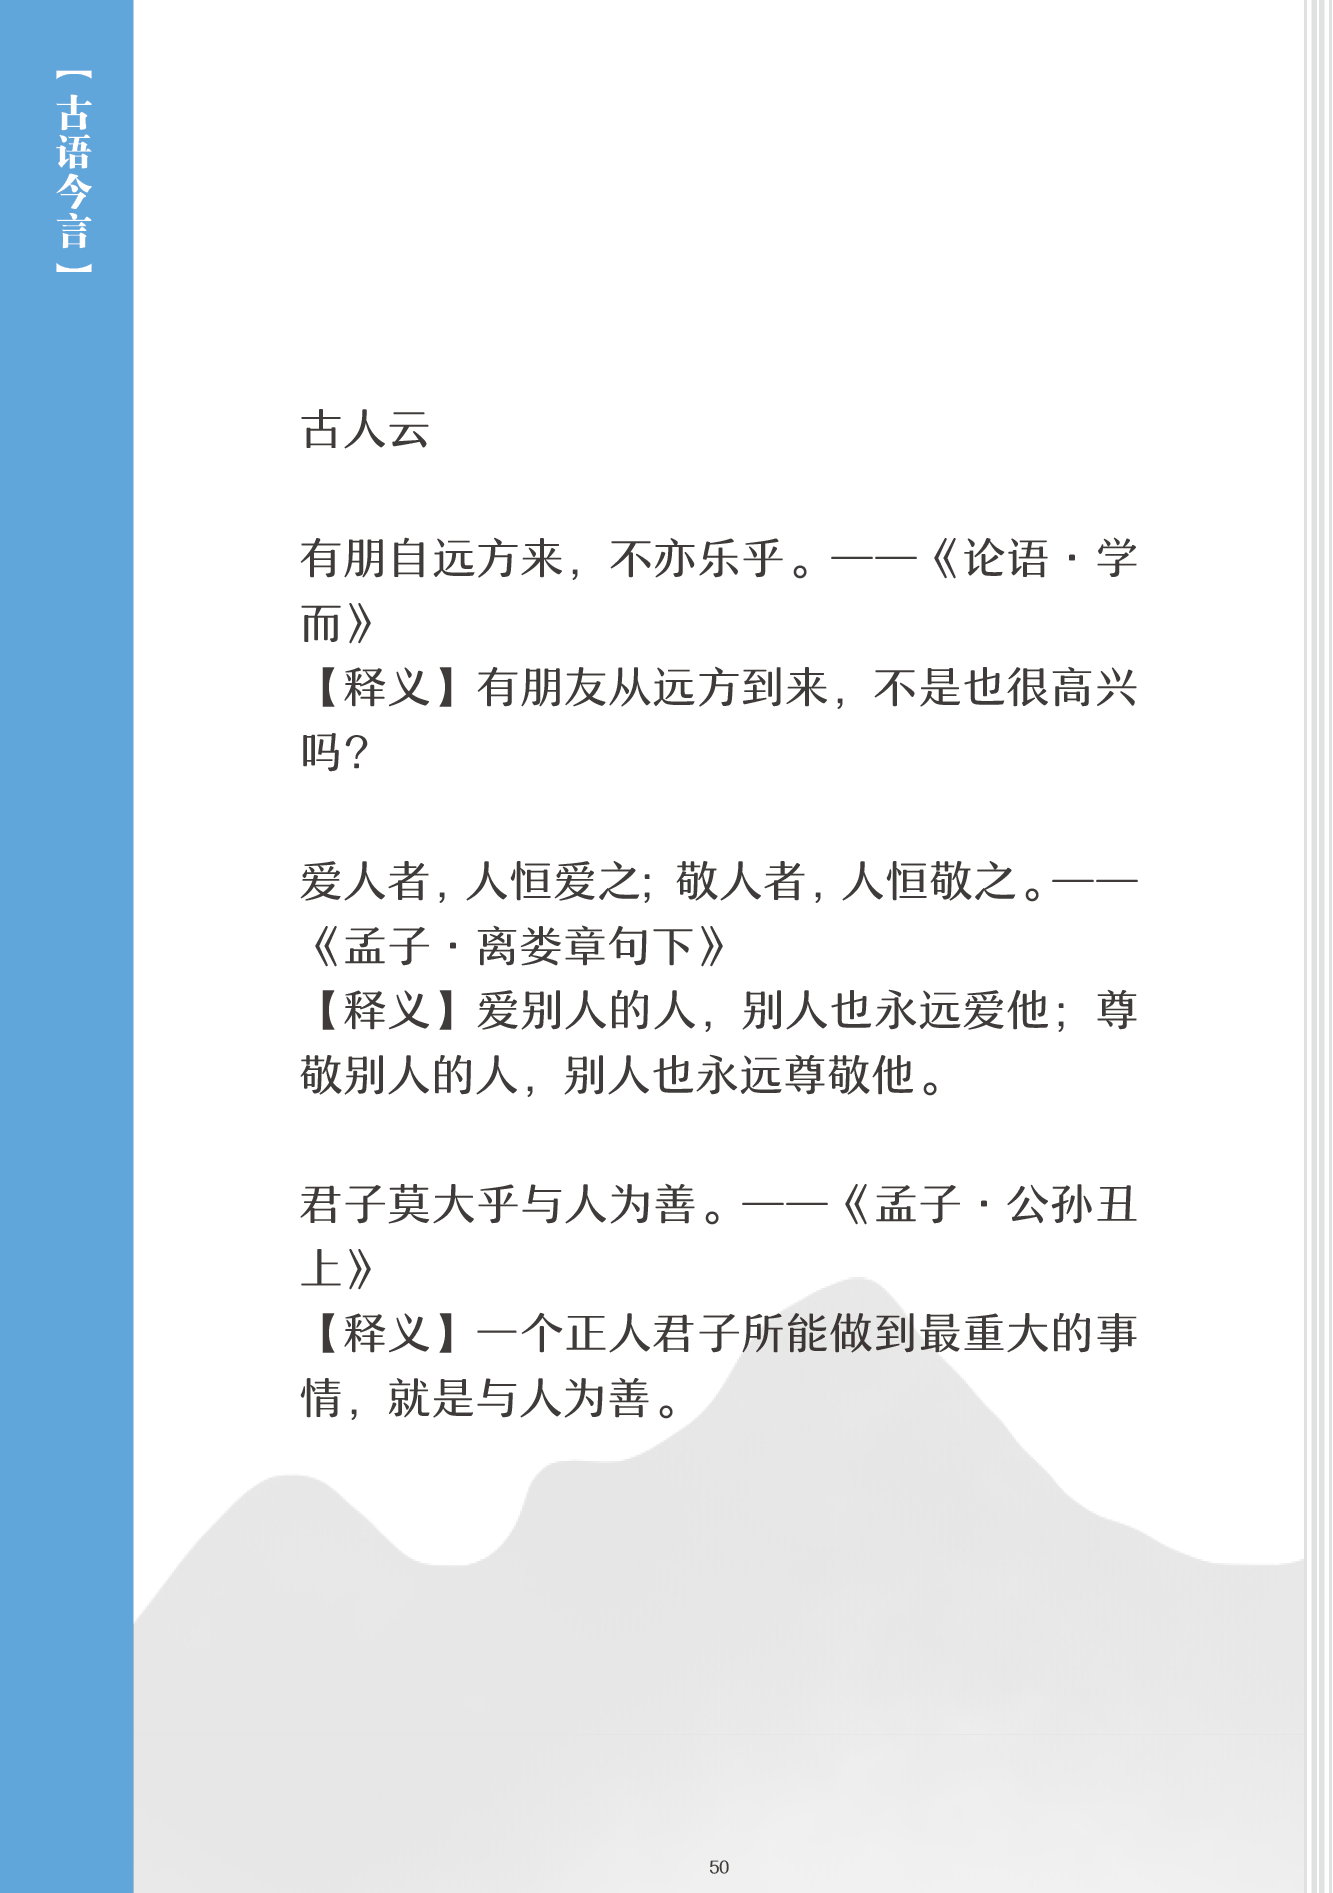 【古语今言】
古人云
有朋自远方来，不亦乐乎。——《论语·学
而》
【释义】有朋友从远方到来，不是也很高兴
吗？
爱人者，人恒爱之；敬人者，人恒敬之。——
《孟子·离娄章句下》
【释义】爱别人的人，别人也永远爱他；尊
敬别人的人，别人也永远尊敬他。
君子莫大乎与人为善。——《孟子·公孙丑
上》
【释义】一个正人君子所能做到最重大的事
情，就是与人为善。
50